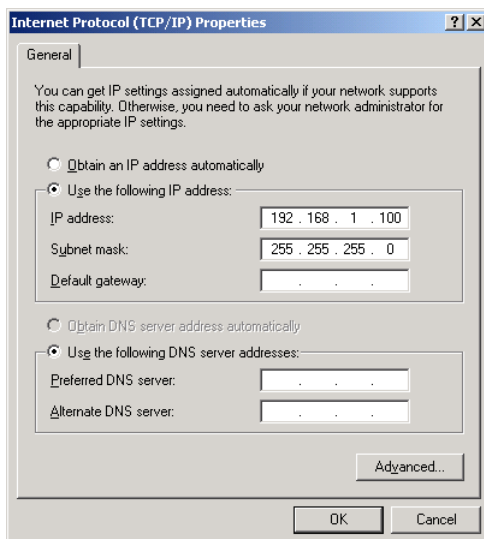 Internet Protocol (TCP/IP) Properties
General
You can get IP settings assigned automatically if your network supports
this capability. Otherwise, you need to ask your network administrator for
the appropriate IP settings.
Obtain an IP address automatically
Use the following IP address:
IP address: 192 . 168 . 1 . 100
Subnet mask: 255 . 255 . 255 . 0
Default gateway: . . .
Obtain DNS server address automatically
Use the following DNS server addresses:
Preferred DNS server: . . .
Alternate DNS server: . . .
Advanced...
OK Cancel